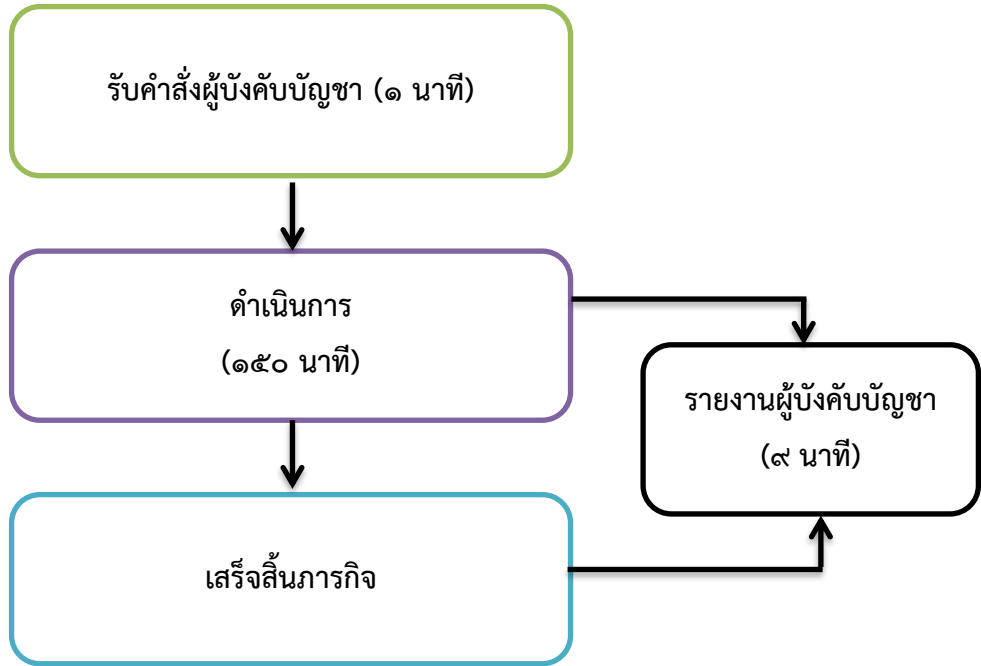 รับคำสั่งผู้บังคับบัญชา (๑ นาที)
ดำเนินการ
(๑๕๐ นาที)
รายงานผู้บังคับบัญชา
(๙ นาที)
เสร็จสิ้นภารกิจ